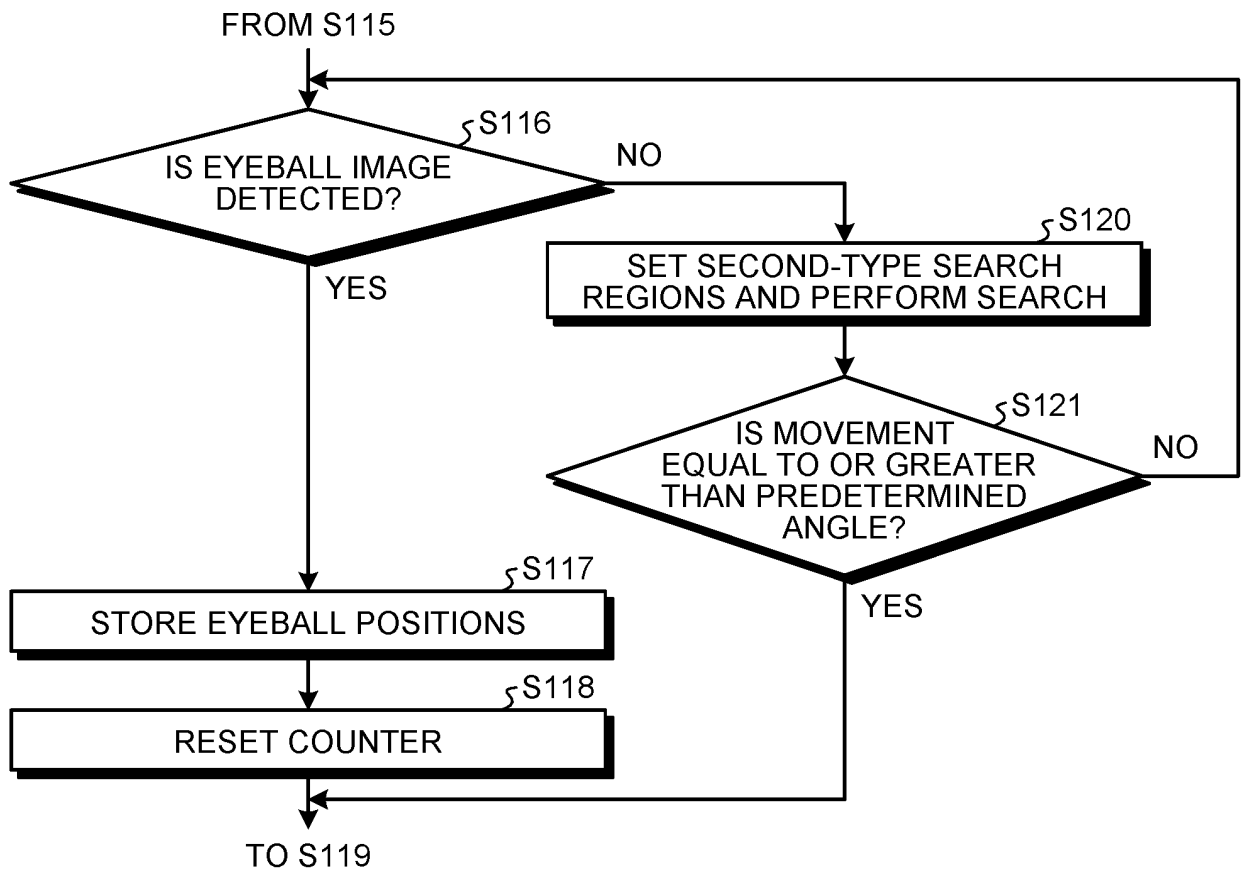 FROM S115
S116
IS EYEBALL IMAGE
DETECTED?
NO
YES
S120
SET SECOND-TYPE SEARCH
REGIONS AND PERFORM SEARCH
S121
IS MOVEMENT
EQUAL TO OR GREATER
THAN PREDETERMINED
ANGLE?
NO
YES
S117
STORE EYEBALL POSITIONS
S118
RESET COUNTER
TO S119